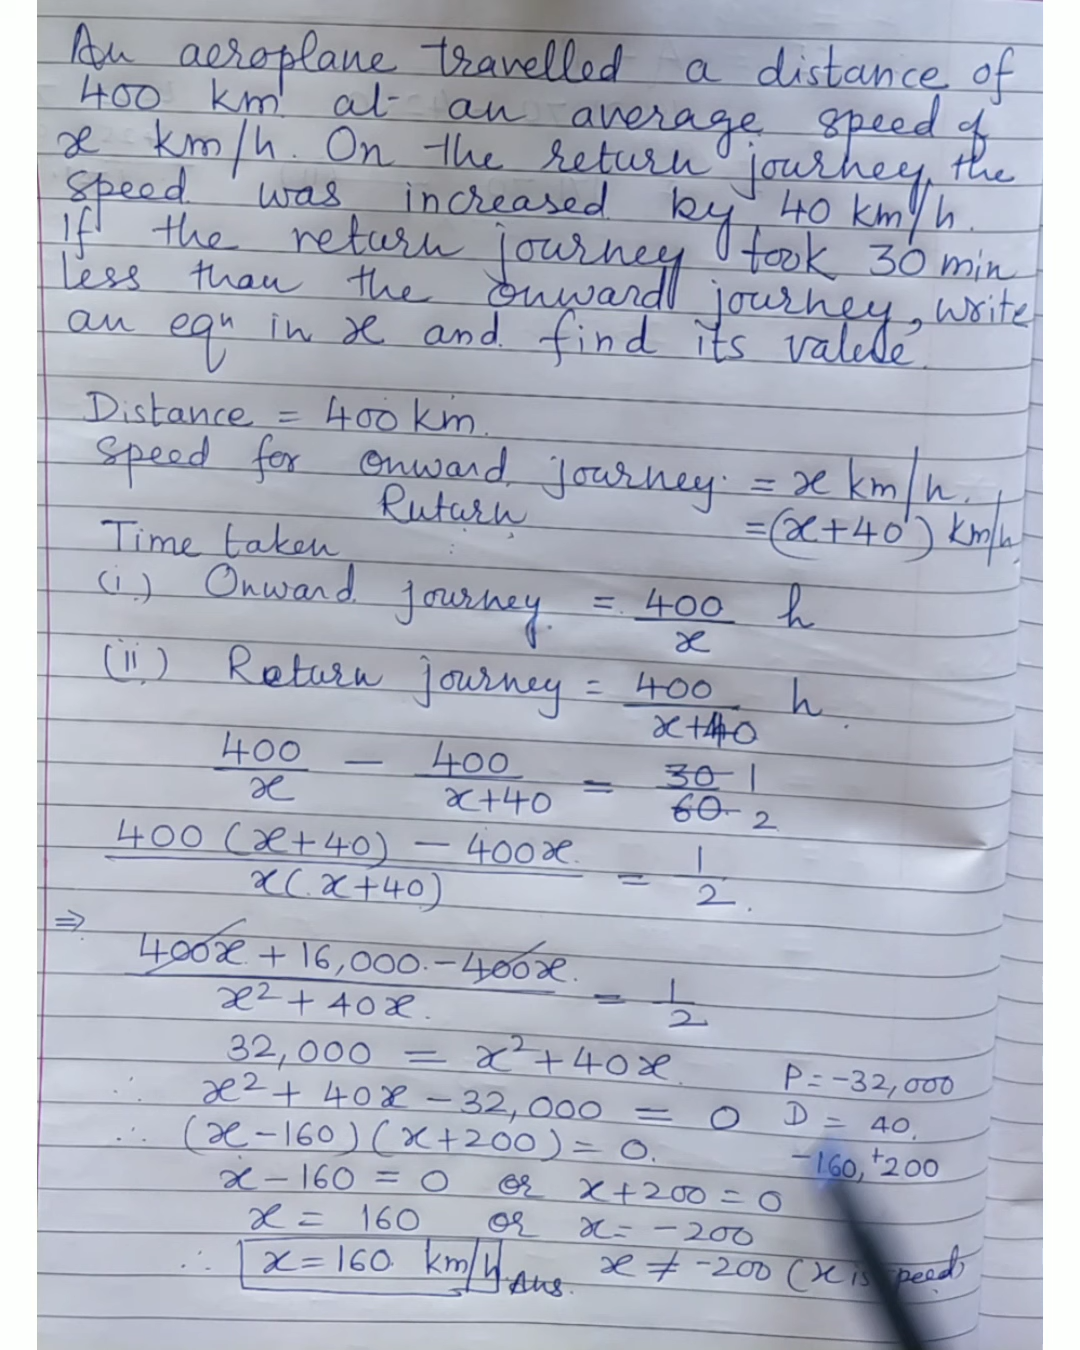 An aeroplane travelled a distance of
400 km at an average speed of
x km/h. On the return journey, the
speed was increased by 40 km/h.
If the return journey took 30 min
less than the onward journey, write
an eqn in x and find its value.
Distance = 400 km.
Speed for onward journey = x km/h.
Ruturn = (x+40) km/h.
Time taken
(i) Onward journey = 400/x h
(ii) Return journey = 400/(x+40) h.
400/x - 400/(x+40) = 30/60 1/2
(400(x+40) - 400x)/(x(x+40)) = 1/2.
⇒ (400x + 16,000 - 400x)/(x² + 40x) = 1/2
32,000 = x² + 40x. P = -32,000
∴ x² + 40x - 32,000 = 0 D = 40.
∴ (x-160)(x+200) = 0. -160, +200
x - 160 = 0 or x + 200 = 0
x = 160 or x = -200
∴ x = 160 km/h Ans. x ≠ -200 (x is speed)